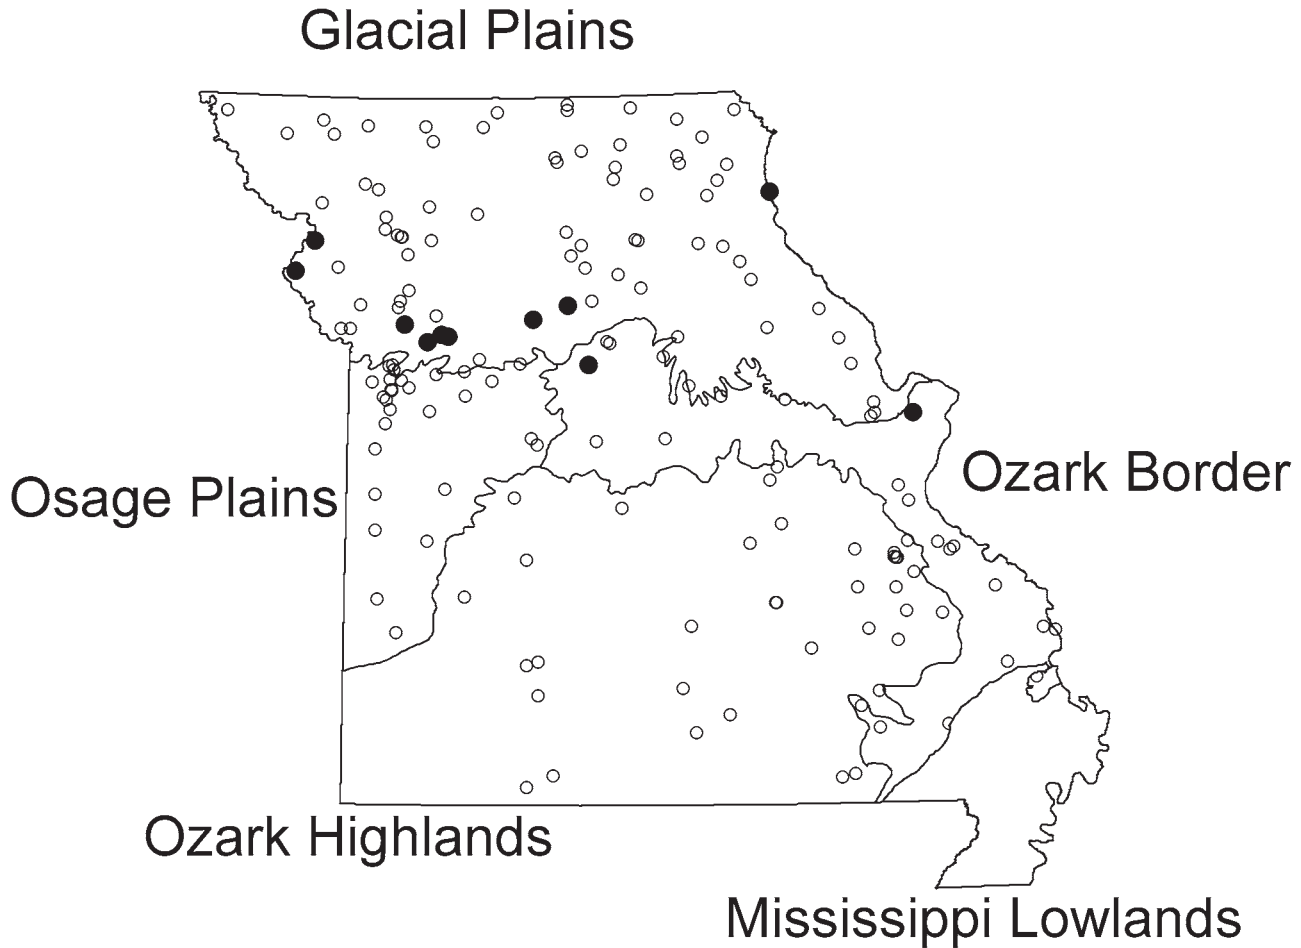 Glacial Plains
Osage Plains
Ozark Border
Ozark Highlands
Mississippi Lowlands